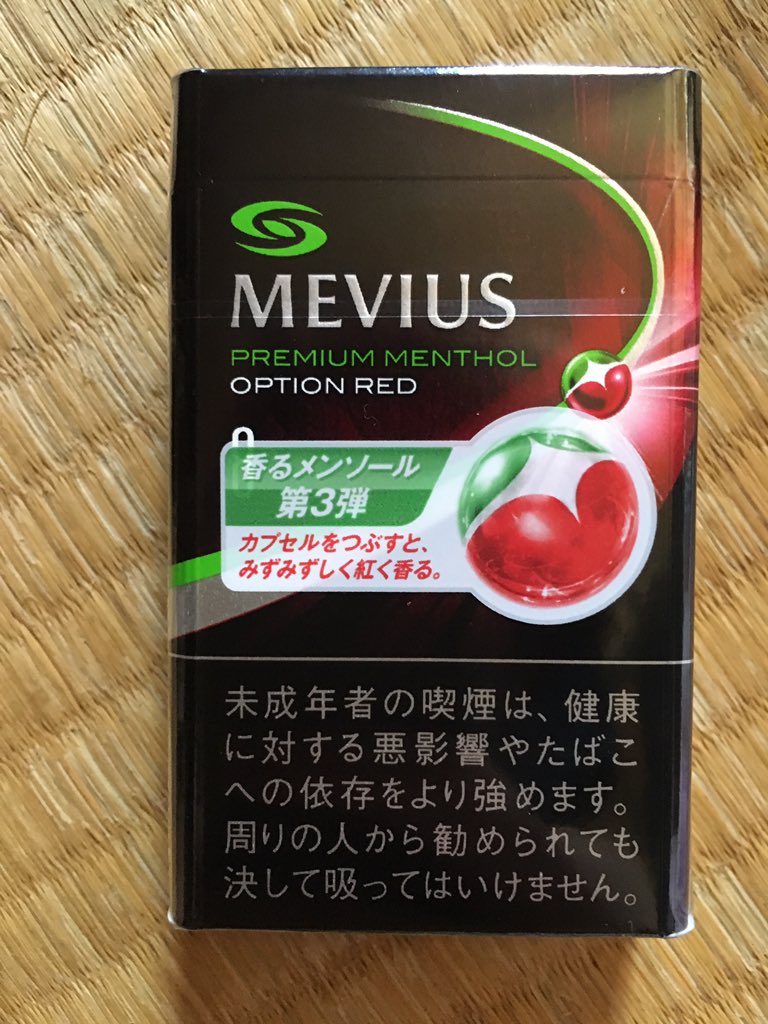 MEVIUS
PREMIUM MENTHOL
OPTION RED
香るメンソール
第3弾
カプセルをつぶすと、
みずみずしく紅く香る。
未成年者の喫煙は、健康
に対する悪影響やたばこ
への依存をより強めます。
周りの人から勧められても
決して吸ってはいけません。